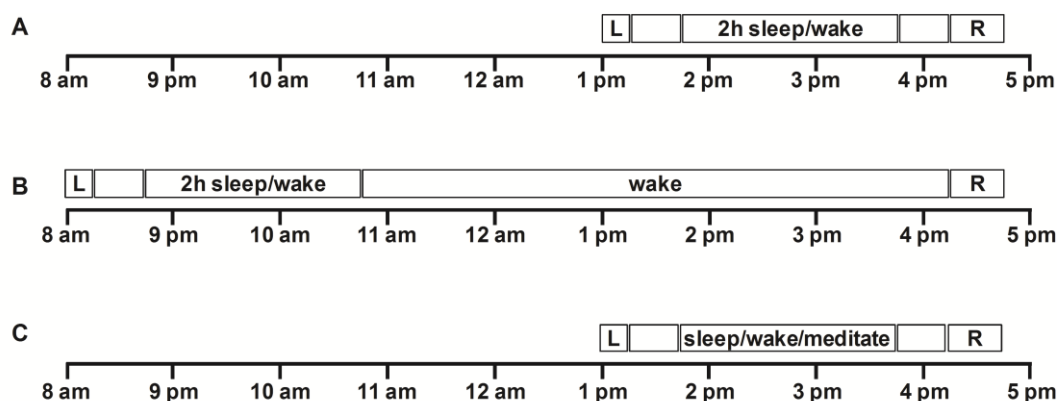 A
L 2h sleep/wake R
8 am 9 pm 10 am 11 am 12 am 1 pm 2 pm 3 pm 4 pm 5 pm
B
L 2h sleep/wake wake R
8 am 9 pm 10 am 11 am 12 am 1 pm 2 pm 3 pm 4 pm 5 pm
C
L sleep/wake/meditate R
8 am 9 pm 10 am 11 am 12 am 1 pm 2 pm 3 pm 4 pm 5 pm